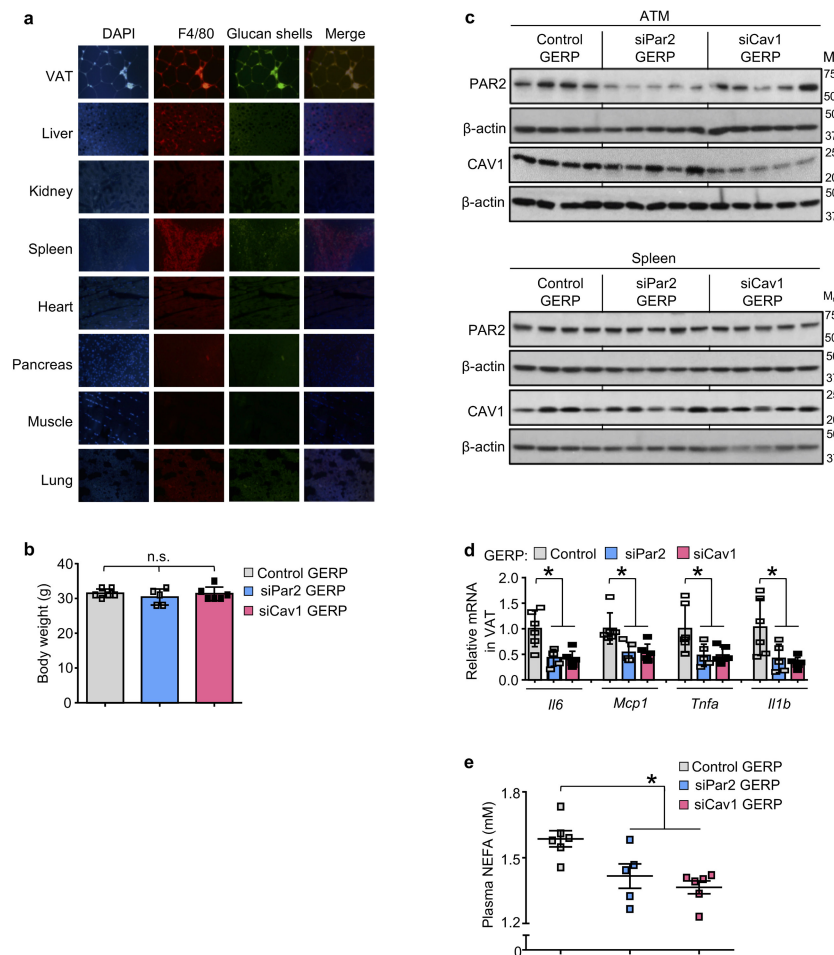 a
DAPI F4/80 Glucan shells Merge
VAT
Liver
Kidney
Spleen
Heart
Pancreas
Muscle
Lung
b
n.s.
Body weight (g)
40
30
20
10
0
Control GERP
siPar2 GERP
siCav1 GERP
c
ATM
Control GERP siPar2 GERP siCav1 GERP
PAR2 75 50
β-actin 50 37
CAV1 25 20
β-actin 50 37
Spleen
Control GERP siPar2 GERP siCav1 GERP
PAR2 75 50
β-actin 50 37
CAV1 25 20
β-actin 50 37
d
GERP: Control siPar2 siCav1
Relative mRNA in VAT
2.0
1.5
1.0
0.5
0.0
* * * *
Il6 Mcp1 Tnfa Il1b
e
Control GERP
siPar2 GERP
siCav1 GERP
*
Plasma NEFA (mM)
1.8
1.5
1.2
0